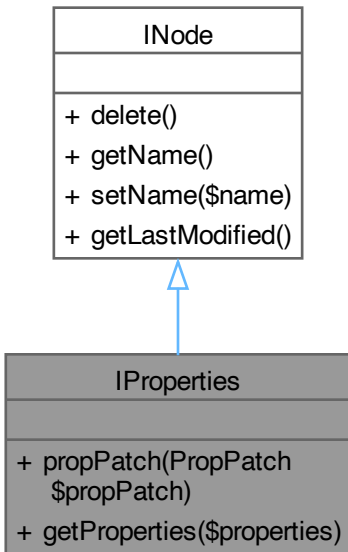 INode
+ delete()
+ getName()
+ setName($name)
+ getLastModified()
IProperties
+ propPatch(PropPatch
$propPatch)
+ getProperties($properties)